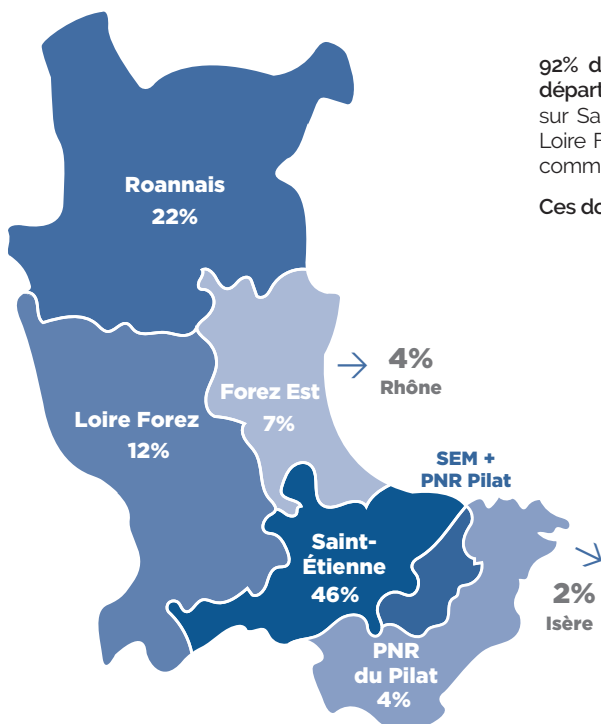 92% d
départ
sur Sa
Loire F
comm
Ces do
Roannais
22%
4%
Rhône
Forez Est
7%
Loire Forez
12%
SEM +
PNR Pilat
Saint-
Étienne
46%
2%
Isère
PNR
du Pilat
4%